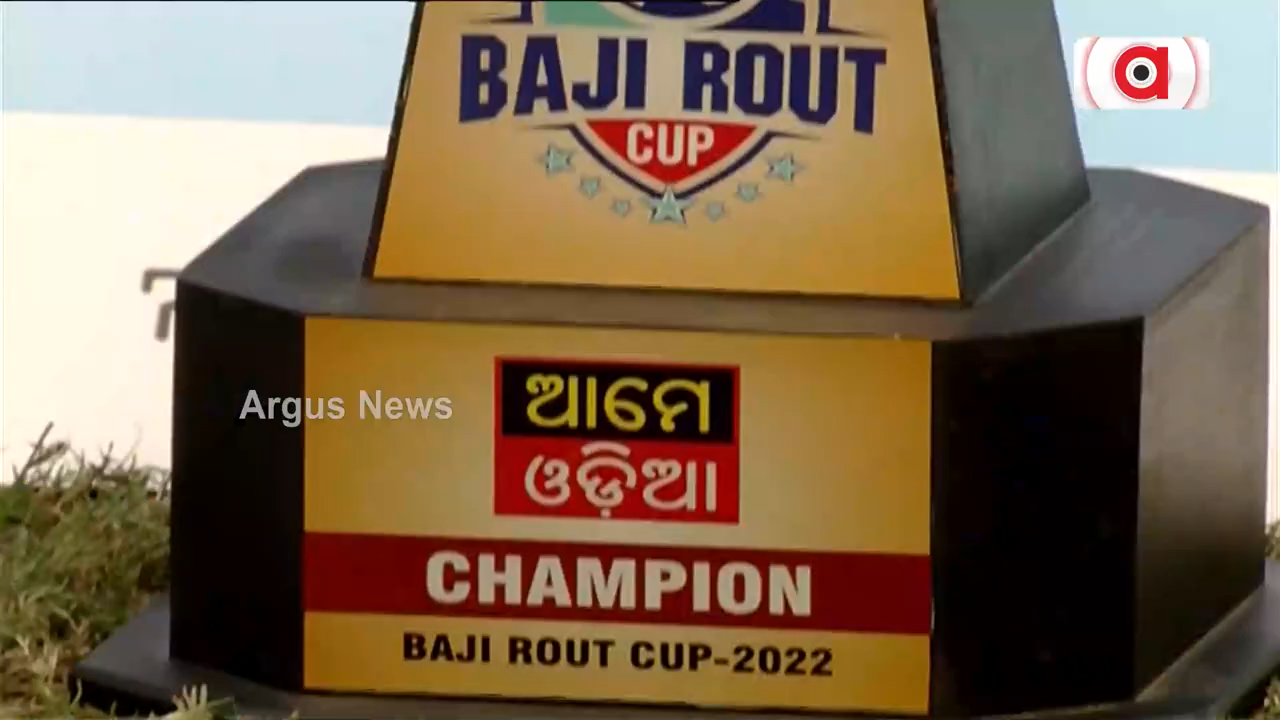 BAJI ROUT
CUP
Argus News
ଆମେ
ଓଡ଼ିଆ
CHAMPION
BAJI ROUT CUP-2022